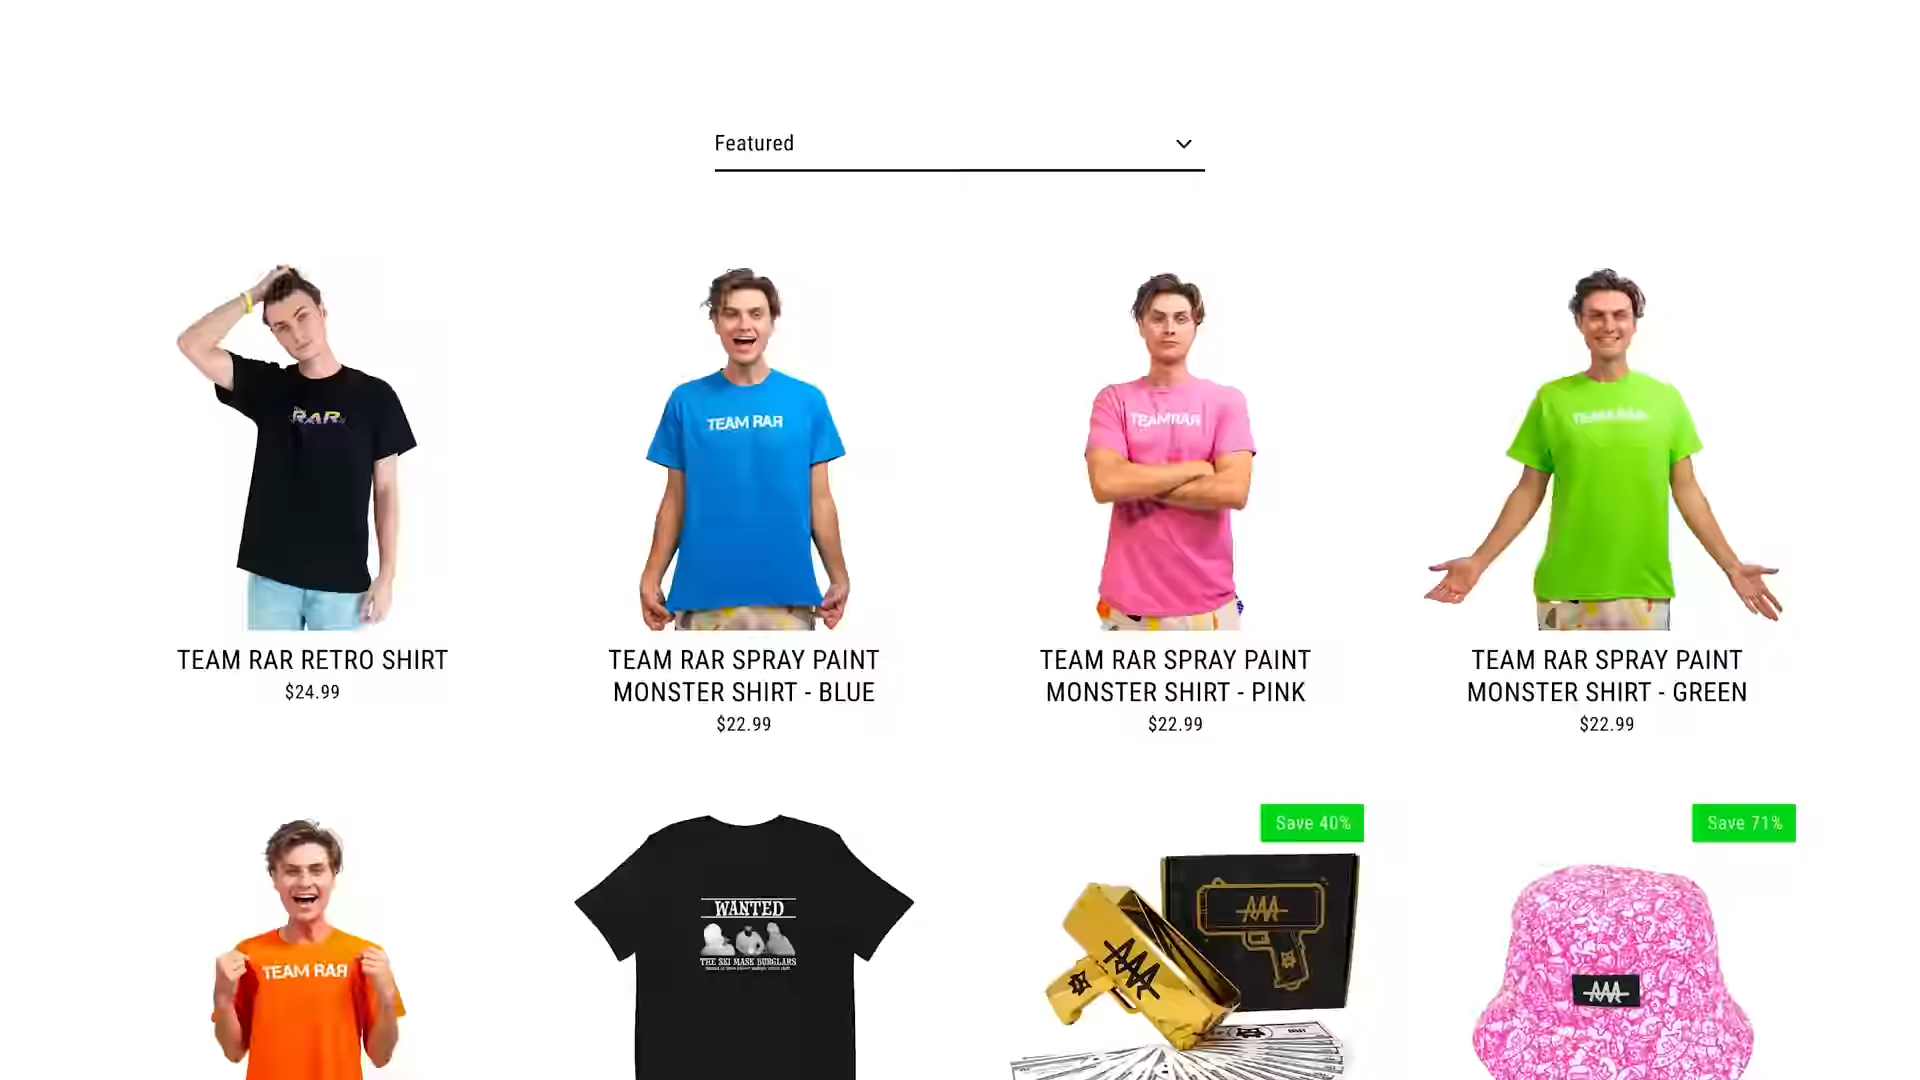 Featured
RAR
TEAM RAR
TEAM RAR
TEAM RAR
TEAM RAR RETRO SHIRT
$24.99
TEAM RAR SPRAY PAINT
MONSTER SHIRT - BLUE
$22.99
TEAM RAR SPRAY PAINT
MONSTER SHIRT - PINK
$22.99
TEAM RAR SPRAY PAINT
MONSTER SHIRT - GREEN
$22.99
Save 40%
Save 71%
TEAM RAR
WANTED
THE SKI MASK BURGLARS